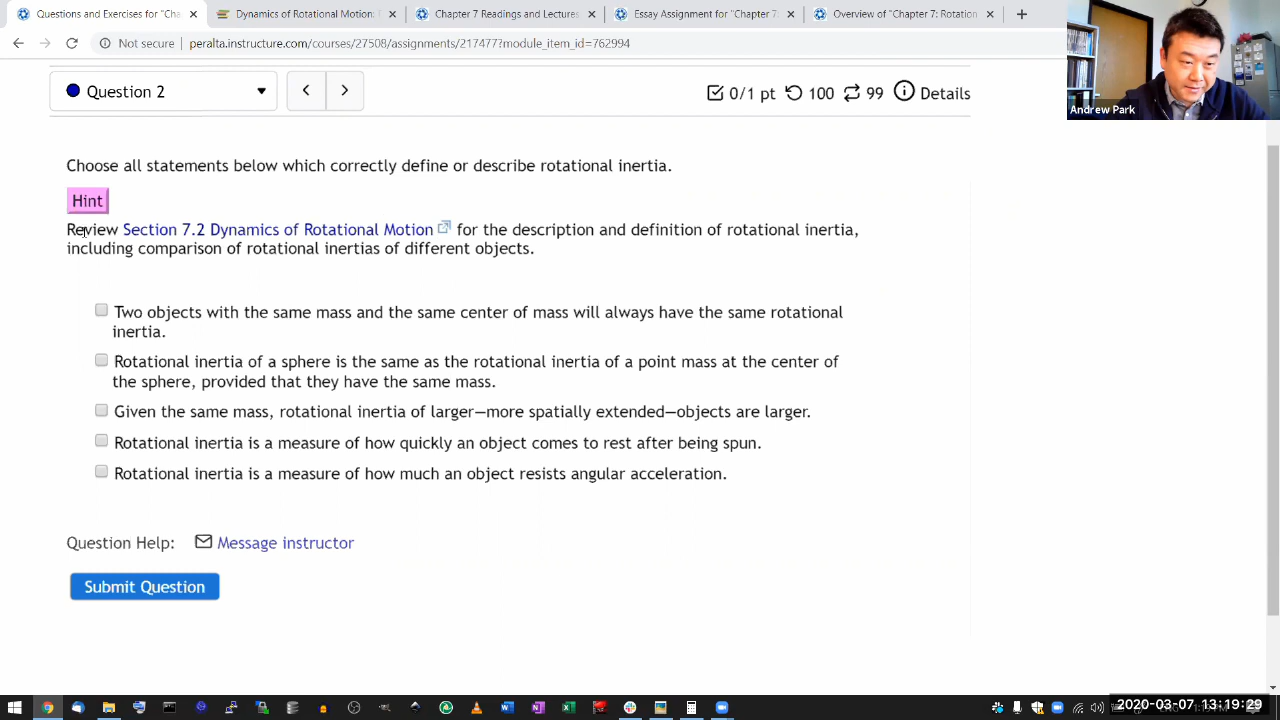 Questions and Exercises for "Cha
Dynamics of Rotational Motion
Chapter 7 Readings and Lectures
Essay Assignment of "Chapter 7:
Overview of "Chapter 7: Rotation
Not secure | peralta.instructure.com/courses/27509/assignments/217477?module_item_id=762994
Andrew Park
Question 2
0/1 pt 100 99 Details
Choose all statements below which correctly define or describe rotational inertia.
Hint
Review Section 7.2 Dynamics of Rotational Motion for the description and definition of rotational inertia,
including comparison of rotational inertias of different objects.
Two objects with the same mass and the same center of mass will always have the same rotational
inertia.
Rotational inertia of a sphere is the same as the rotational inertia of a point mass at the center of
the sphere, provided that they have the same mass.
Given the same mass, rotational inertia of larger—more spatially extended—objects are larger.
Rotational inertia is a measure of how quickly an object comes to rest after being spun.
Rotational inertia is a measure of how much an object resists angular acceleration.
Question Help: Message instructor
Submit Question
2020-03-07 13:19:29